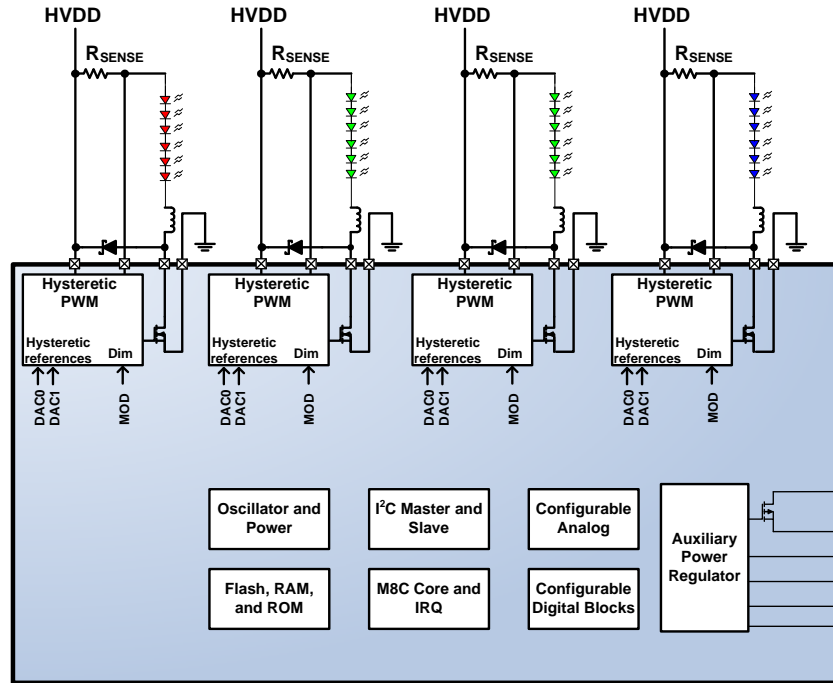 HVDD
HVDD
HVDD
HVDD
RSENSE
RSENSE
RSENSE
RSENSE
Hysteretic
PWM
Hysteretic
references
Dim
DAC0
DAC1
MOD
Hysteretic
PWM
Hysteretic
references
Dim
DAC0
DAC1
MOD
Hysteretic
PWM
Hysteretic
references
Dim
DAC0
DAC1
MOD
Hysteretic
PWM
Hysteretic
references
Dim
DAC0
DAC1
MOD
Oscillator and
Power
I²C Master and
Slave
Configurable
Analog
Auxiliary
Power
Regulator
Flash, RAM,
and ROM
M8C Core and
IRQ
Configurable
Digital Blocks